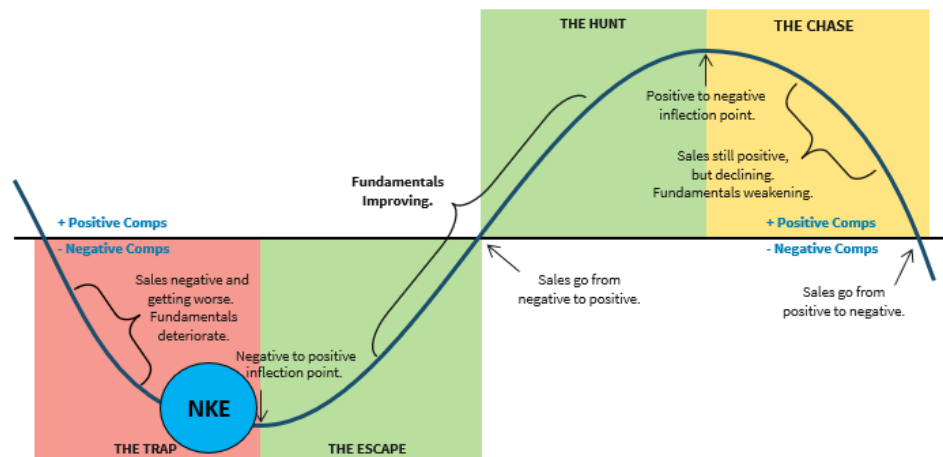 THE HUNT
THE CHASE
Positive to negative
inflection point.
Sales still positive,
but declining.
Fundamentals weakening.
Fundamentals
Improving.
+ Positive Comps
- Negative Comps
+ Positive Comps
- Negative Comps
Sales negative and
getting worse.
Fundamentals
deteriorate.
Sales go from
negative to positive.
Sales go from
positive to negative.
Negative to positive
inflection point.
NKE
THE TRAP
THE ESCAPE